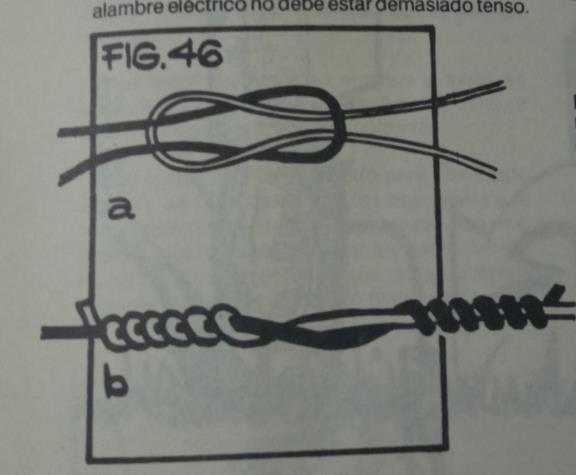 alambre eléctrico no debe estar demasiado tenso.
FIG.46
a
b